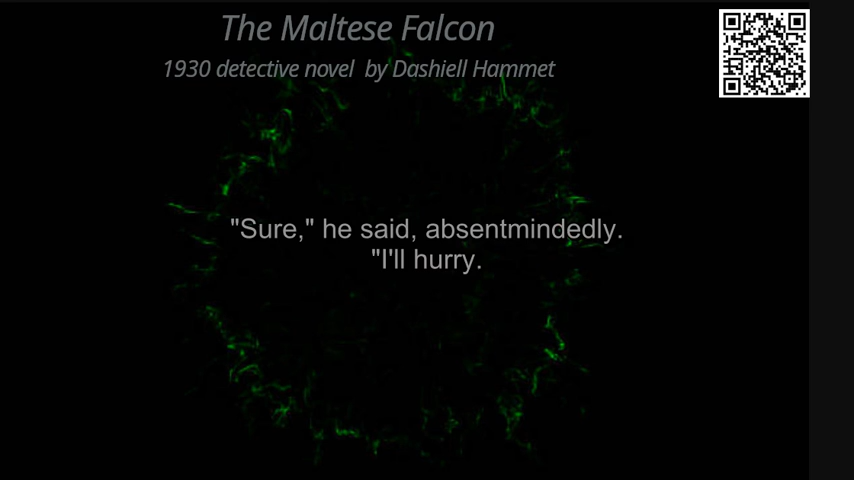 The Maltese Falcon
1930 detective novel  by Dashiell Hammet
"Sure," he said, absentmindedly.
"I'll hurry.